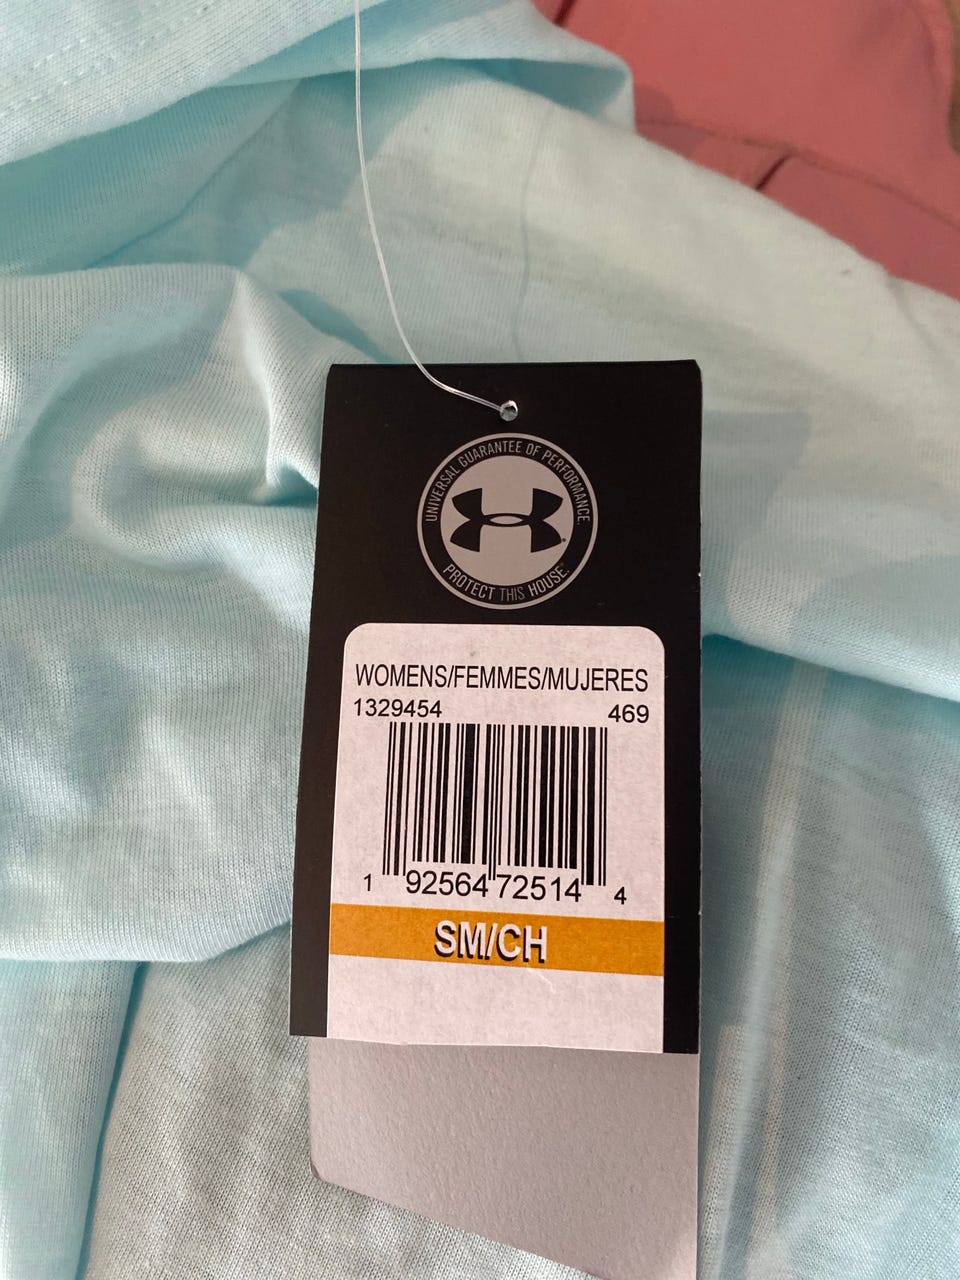 UNIVERSAL GUARANTEE OF PERFORMANCE.
PROTECT THIS HOUSE.
WOMENS/FEMMES/MUJERES
1329454 469
1 92564 72514 4
SM/CH